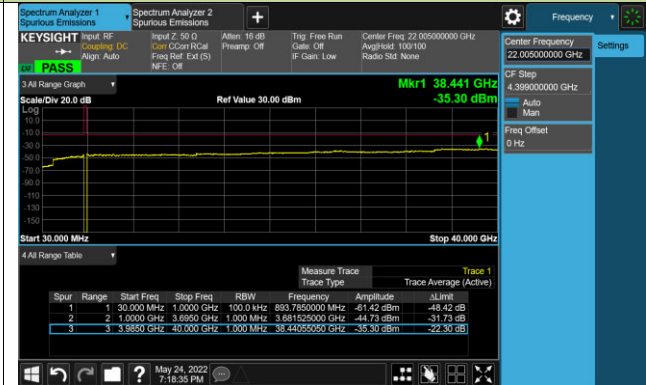 Spectrum Analyzer 1
Spurious Emissions
Spectrum Analyzer 2
Spurious Emissions
Frequency
KEYSIGHT
Input: RF
Coupling: DC
Align: Auto
Input Z: 50 Ω
Corr CCorr RCal
Freq Ref: Ext (S)
NFE: Off
Atten: 16 dB
Preamp: Off
Trig: Free Run
Gate: Off
IF Gain: Low
Center Freq: 22.005000000 GHz
Avg|Hold: 100/100
Radio Std: None
PASS
Center Frequency
22.005000000 GHz
Settings
CF Step
4.399000000 GHz
Auto
Man
Freq Offset
0 Hz
3 All Range Graph
Mkr1 38.441 GHz
Scale/Div 20.0 dB
Ref Value 30.00 dBm
-35.30 dBm
Log
10.0
-10.0
-30.0
-50.0
-70.0
-90.0
-110
-130
-150
1
Start 30.000 MHz
Stop 40.000 GHz
4 All Range Table
Measure Trace Trace 1
Trace Type Trace Average (Active)
Spur Range Start Freq Stop Freq RBW Frequency Amplitude ΔLimit
1 1 30.000 MHz 1.0000 GHz 100.0 kHz 893.7850000 MHz -61.42 dBm -48.42 dB
2 2 1.0000 GHz 3.6950 GHz 1.000 MHz 3.681525000 GHz -44.73 dBm -31.73 dB
3 3 3.9850 GHz 40.000 GHz 1.000 MHz 38.44055050 GHz -35.30 dBm -22.30 dB
May 24, 2022
7:18:35 PM